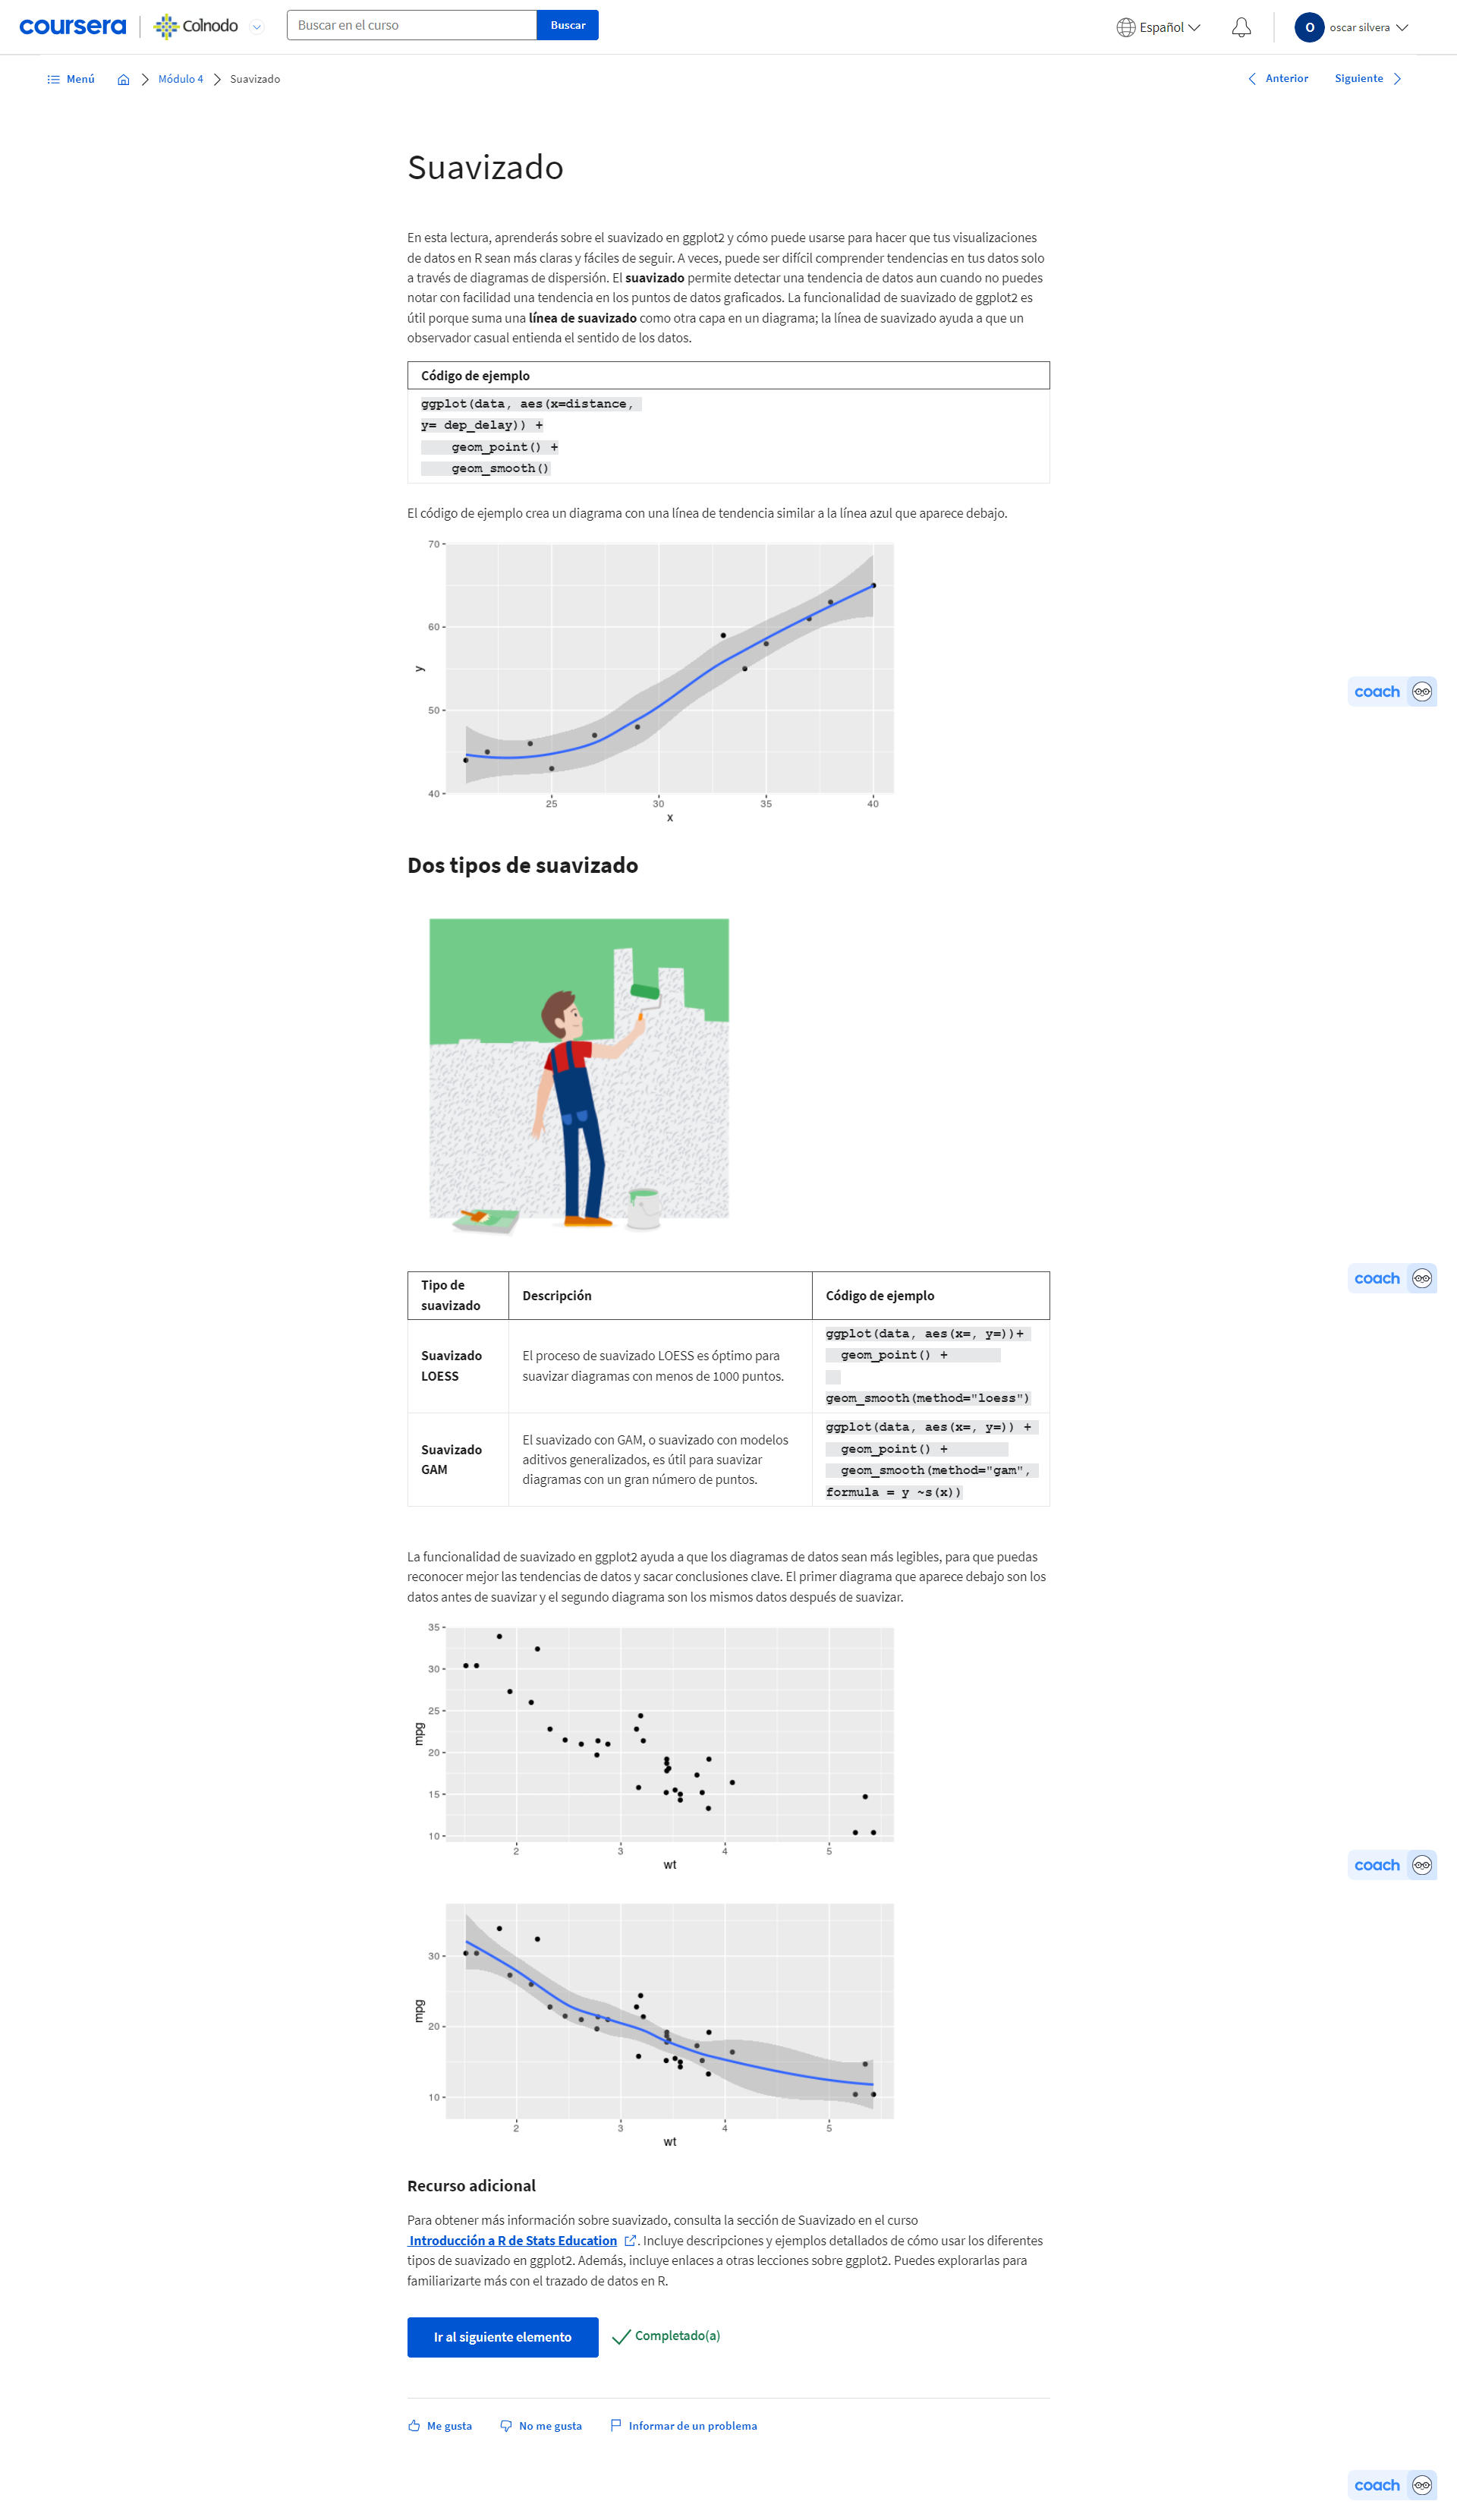 coursera Colnodo Buscar en el curso Buscar Español O oscar silvera
Menú Módulo 4 Suavizado Anterior Siguiente
Suavizado
En esta lectura, aprenderás sobre el suavizado en ggplot2 y cómo puede usarse para hacer que tus visualizaciones
de datos en R sean más claras y fáciles de seguir. A veces, puede ser difícil comprender tendencias en tus datos solo
a través de diagramas de dispersión. El suavizado permite detectar una tendencia de datos aun cuando no puedes
notar con facilidad una tendencia en los puntos de datos graficados. La funcionalidad de suavizado de ggplot2 es
útil porque suma una línea de suavizado como otra capa en un diagrama; la línea de suavizado ayuda a que un
observador casual entienda el sentido de los datos.
Código de ejemplo
ggplot(data, aes(x=distance,
y= dep_delay)) +
geom_point() +
geom_smooth()
El código de ejemplo crea un diagrama con una línea de tendencia similar a la línea azul que aparece debajo.
70
60
y
50
40
25 30 35 40
x
coach
Dos tipos de suavizado
coach
Tipo de
suavizado
Descripción
Código de ejemplo
Suavizado
LOESS
El proceso de suavizado LOESS es óptimo para
suavizar diagramas con menos de 1000 puntos.
ggplot(data, aes(x=, y=))+
geom_point() +
geom_smooth(method="loess")
Suavizado
GAM
El suavizado con GAM, o suavizado con modelos
aditivos generalizados, es útil para suavizar
diagramas con un gran número de puntos.
ggplot(data, aes(x=, y=)) +
geom_point() +
geom_smooth(method="gam",
formula = y ~s(x))
La funcionalidad de suavizado en ggplot2 ayuda a que los diagramas de datos sean más legibles, para que puedas
reconocer mejor las tendencias de datos y sacar conclusiones clave. El primer diagrama que aparece debajo son los
datos antes de suavizar y el segundo diagrama son los mismos datos después de suavizar.
35
30
25
mpg
20
15
10
2 3 4 5
wt
coach
30
mpg
20
10
2 3 4 5
wt
Recurso adicional
Para obtener más información sobre suavizado, consulta la sección de Suavizado en el curso
Introducción a R de Stats Education . Incluye descripciones y ejemplos detallados de cómo usar los diferentes
tipos de suavizado en ggplot2. Además, incluye enlaces a otras lecciones sobre ggplot2. Puedes explorarlas para
familiarizarte más con el trazado de datos en R.
Ir al siguiente elemento Completado(a)
Me gusta No me gusta Informar de un problema
coach